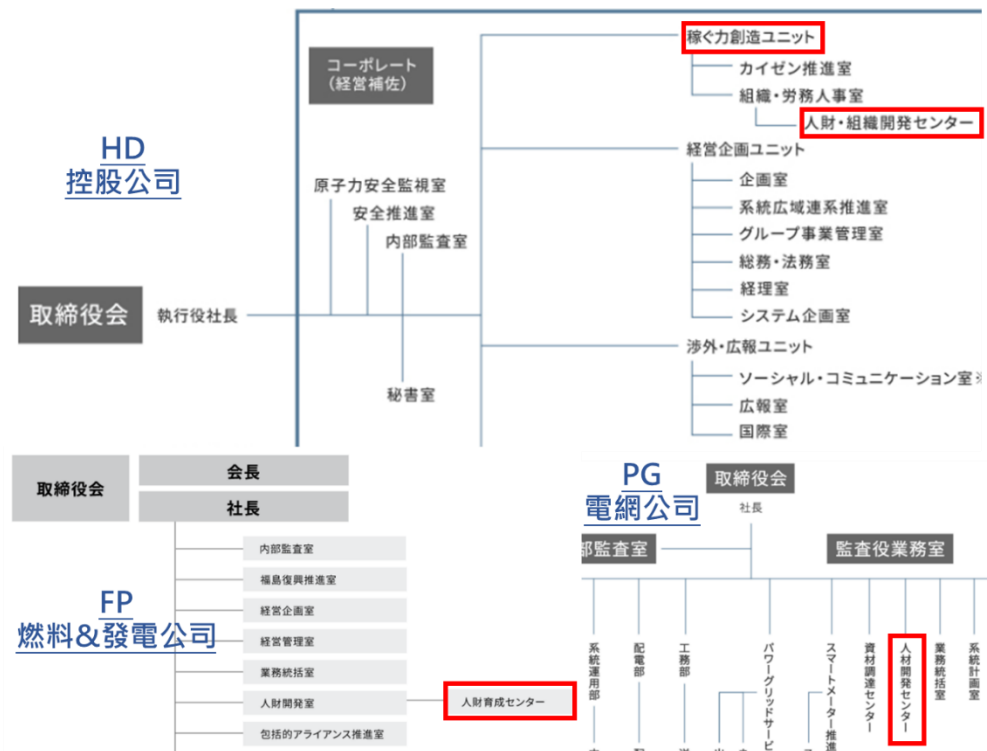 稼ぐ力創造ユニット
コーポレート
(経営補佐)
カイゼン推進室
組織・労務人事室
人財・組織開発センター
HD
控股公司
経営企画ユニット
企画室
原子力安全監視室
系統広域連系推進室
安全推進室
グループ事業管理室
内部監査室
総務・法務室
経理室
取締役会
執行役社長
システム企画室
渉外・広報ユニット
ソーシャル・コミュニケーション室※
秘書室
広報室
国際室
取締役会
会長
社長
PG
電網公司
取締役会
社長
内部監査室
部監査室
監査役業務室
福島復興推進室
FP
燃料&發電公司
経営企画室
経営管理室
業務統括室
人財開発室
人財育成センター
包括的アライアンス推進室
系統運用部
配電部
工務部
パワーグリッドサービ
スマートメーター推進
資材調達センター
人材開発センター
業務統括室
系統計画室